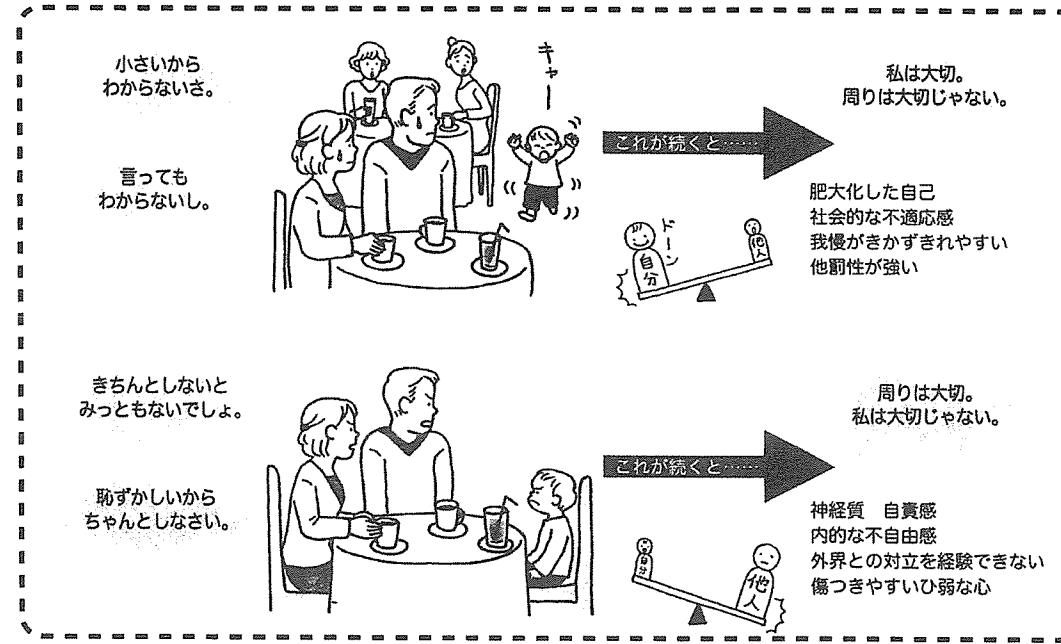 小さいから
わからないさ。
言っても
わからないし。
キャー
これが続くと……
私は大切。
周りは大切じゃない。
肥大化した自己
社会的な不適応感
我慢がきかずきれやすい
他罰性が強い
ドーン
自分
他人
きちんとしないと
みっともないでしょ。
恥ずかしいから
ちゃんとしなさい。
これが続くと……
周りは大切。
私は大切じゃない。
神経質　自責感
内的な不自由感
外界との対立を経験できない
傷つきやすいひ弱な心
自分
他人